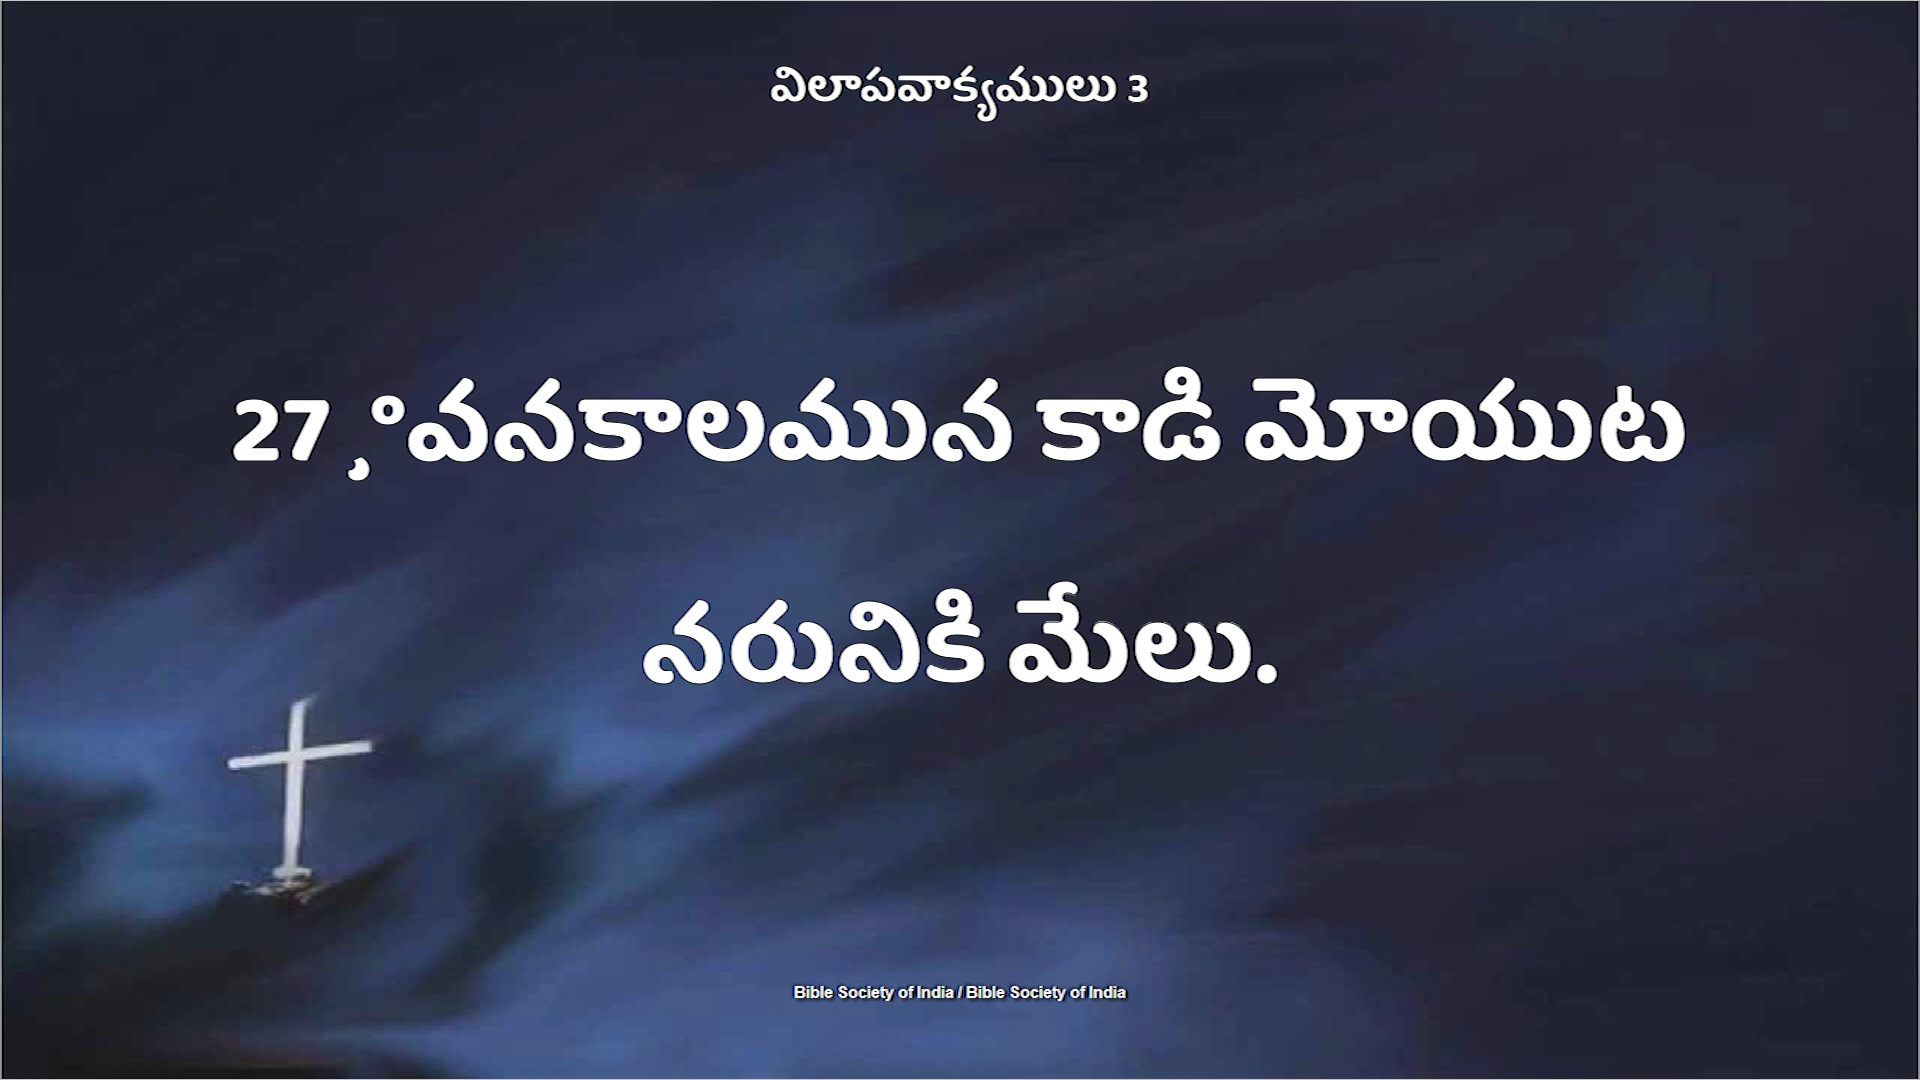 విలాపవాక్యములు 3
27 ¸°వనకాలమున కాడి మోయుట
నరునికి మేలు.
Bible Society of India / Bible Society of India